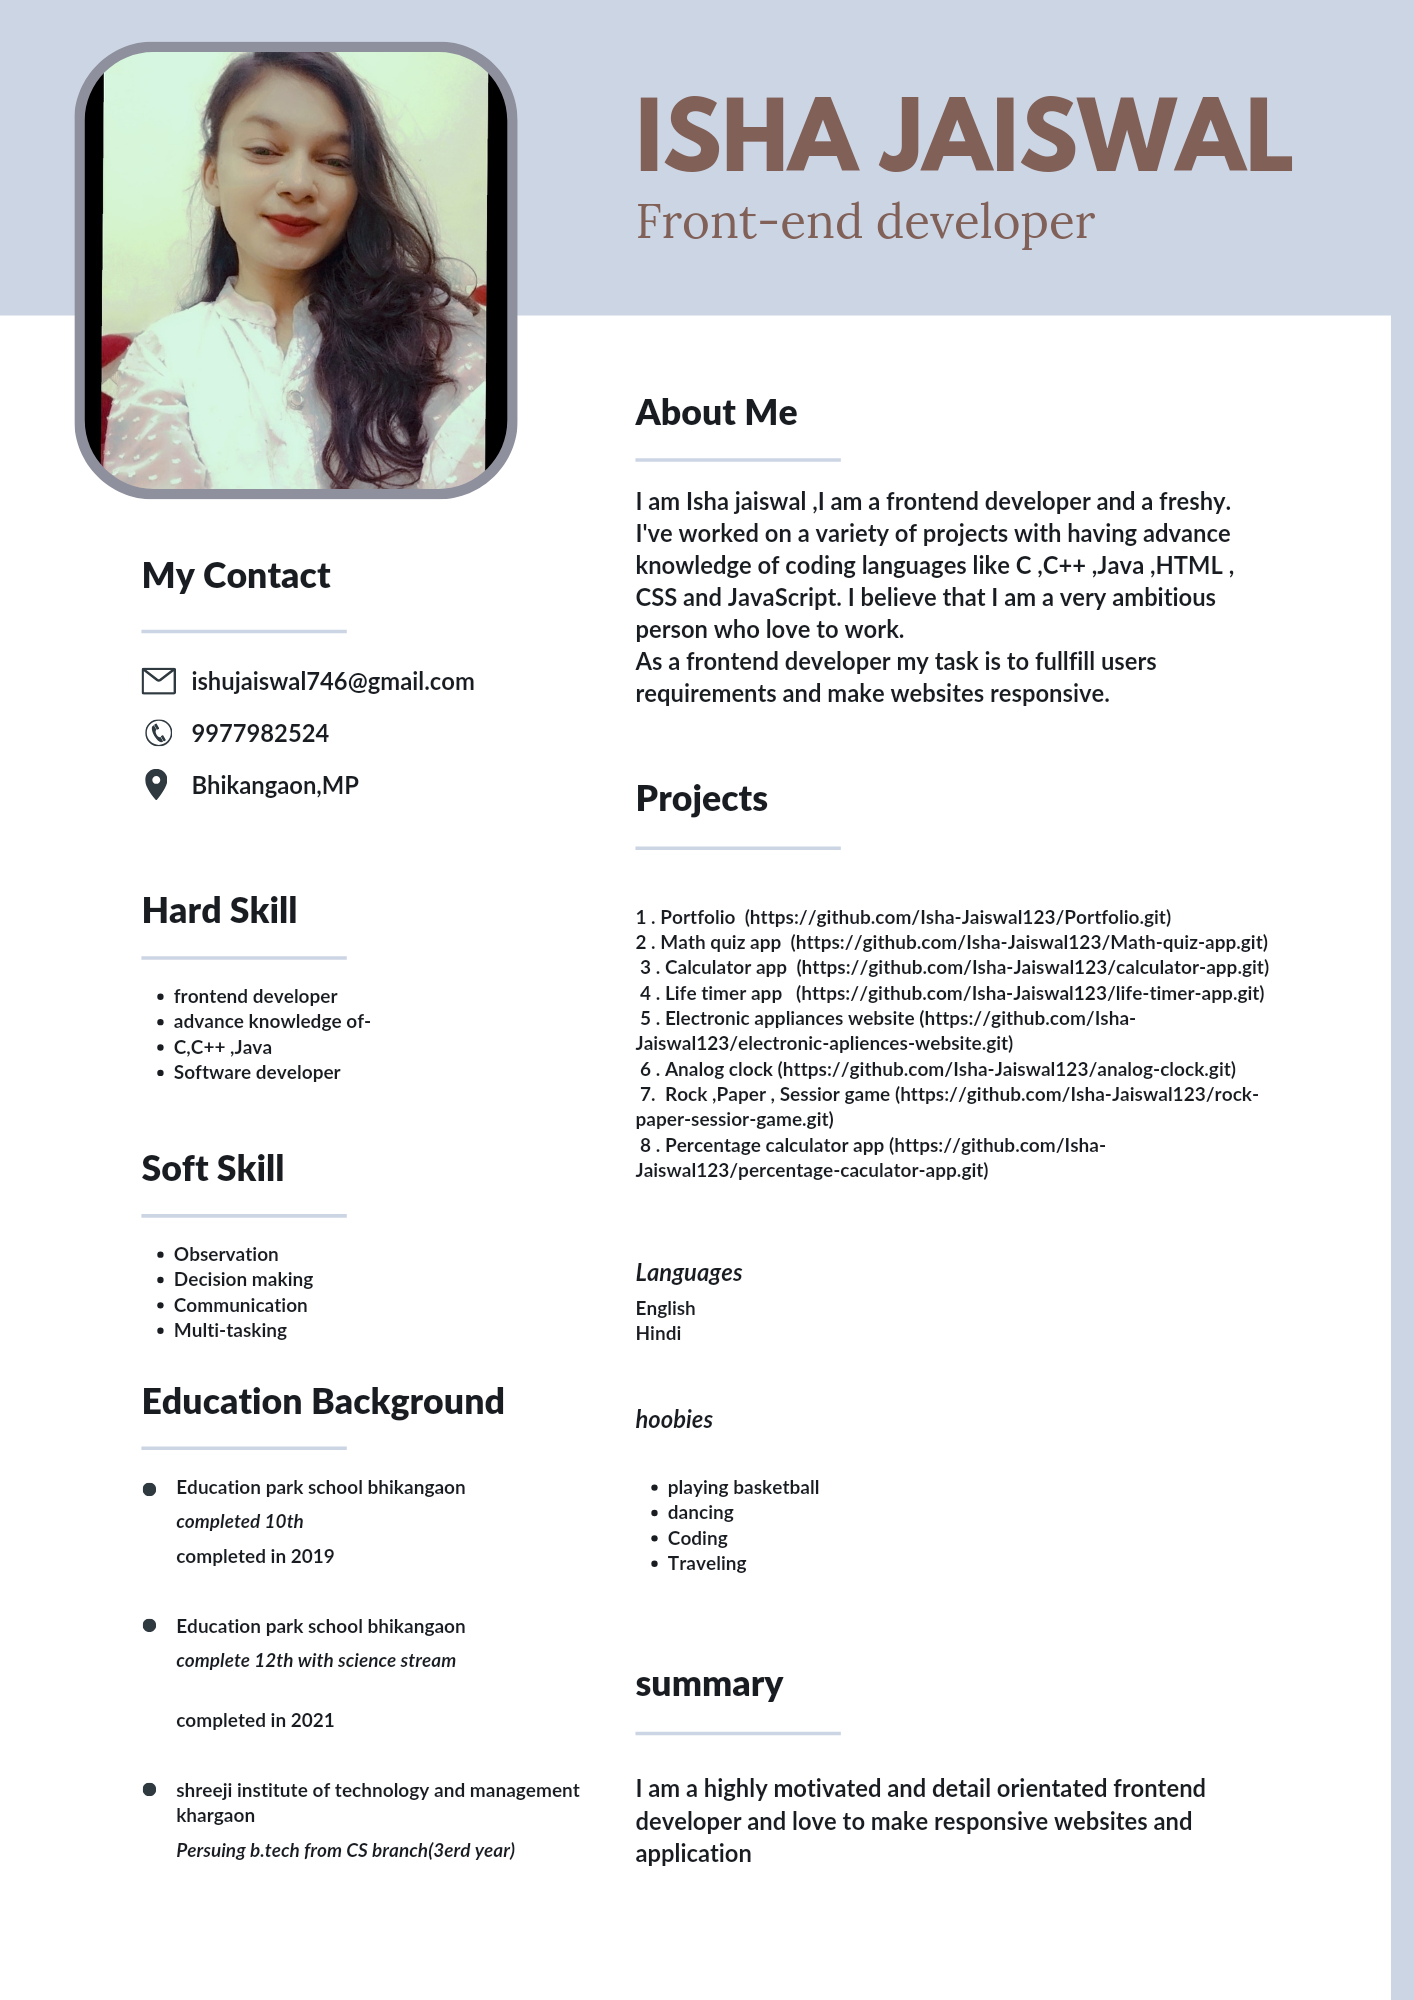 ISHA JAISWAL
Front-end developer
My Contact
ishujaiswal746@gmail.com
9977982524
Bhikangaon,MP
Hard Skill
• frontend developer
• advance knowledge of-
• C,C++ ,Java
• Software developer
Soft Skill
• Observation
• Decision making
• Communication
• Multi-tasking
Education Background
Education park school bhikangaon
completed 10th
completed in 2019
Education park school bhikangaon
complete 12th with science stream
completed in 2021
shreeji institute of technology and management
khargaon
Persuing b.tech from CS branch(3erd year)
About Me
I am Isha jaiswal ,I am a frontend developer and a freshy.
I've worked on a variety of projects with having advance
knowledge of coding languages like C ,C++ ,Java ,HTML ,
CSS and JavaScript. I believe that I am a very ambitious
person who love to work.
As a frontend developer my task is to fullfill users
requirements and make websites responsive.
Projects
1 . Portfolio  (https://github.com/Isha-Jaiswal123/Portfolio.git)
2 . Math quiz app  (https://github.com/Isha-Jaiswal123/Math-quiz-app.git)
3 . Calculator app  (https://github.com/Isha-Jaiswal123/calculator-app.git)
4 . Life timer app   (https://github.com/Isha-Jaiswal123/life-timer-app.git)
5 . Electronic appliances website (https://github.com/Isha-
Jaiswal123/electronic-apliences-website.git)
6 . Analog clock (https://github.com/Isha-Jaiswal123/analog-clock.git)
7.  Rock ,Paper , Sessior game (https://github.com/Isha-Jaiswal123/rock-
paper-sessior-game.git)
8 . Percentage calculator app (https://github.com/Isha-
Jaiswal123/percentage-caculator-app.git)
Languages
English
Hindi
hoobies
• playing basketball
• dancing
• Coding
• Traveling
summary
I am a highly motivated and detail orientated frontend
developer and love to make responsive websites and
application